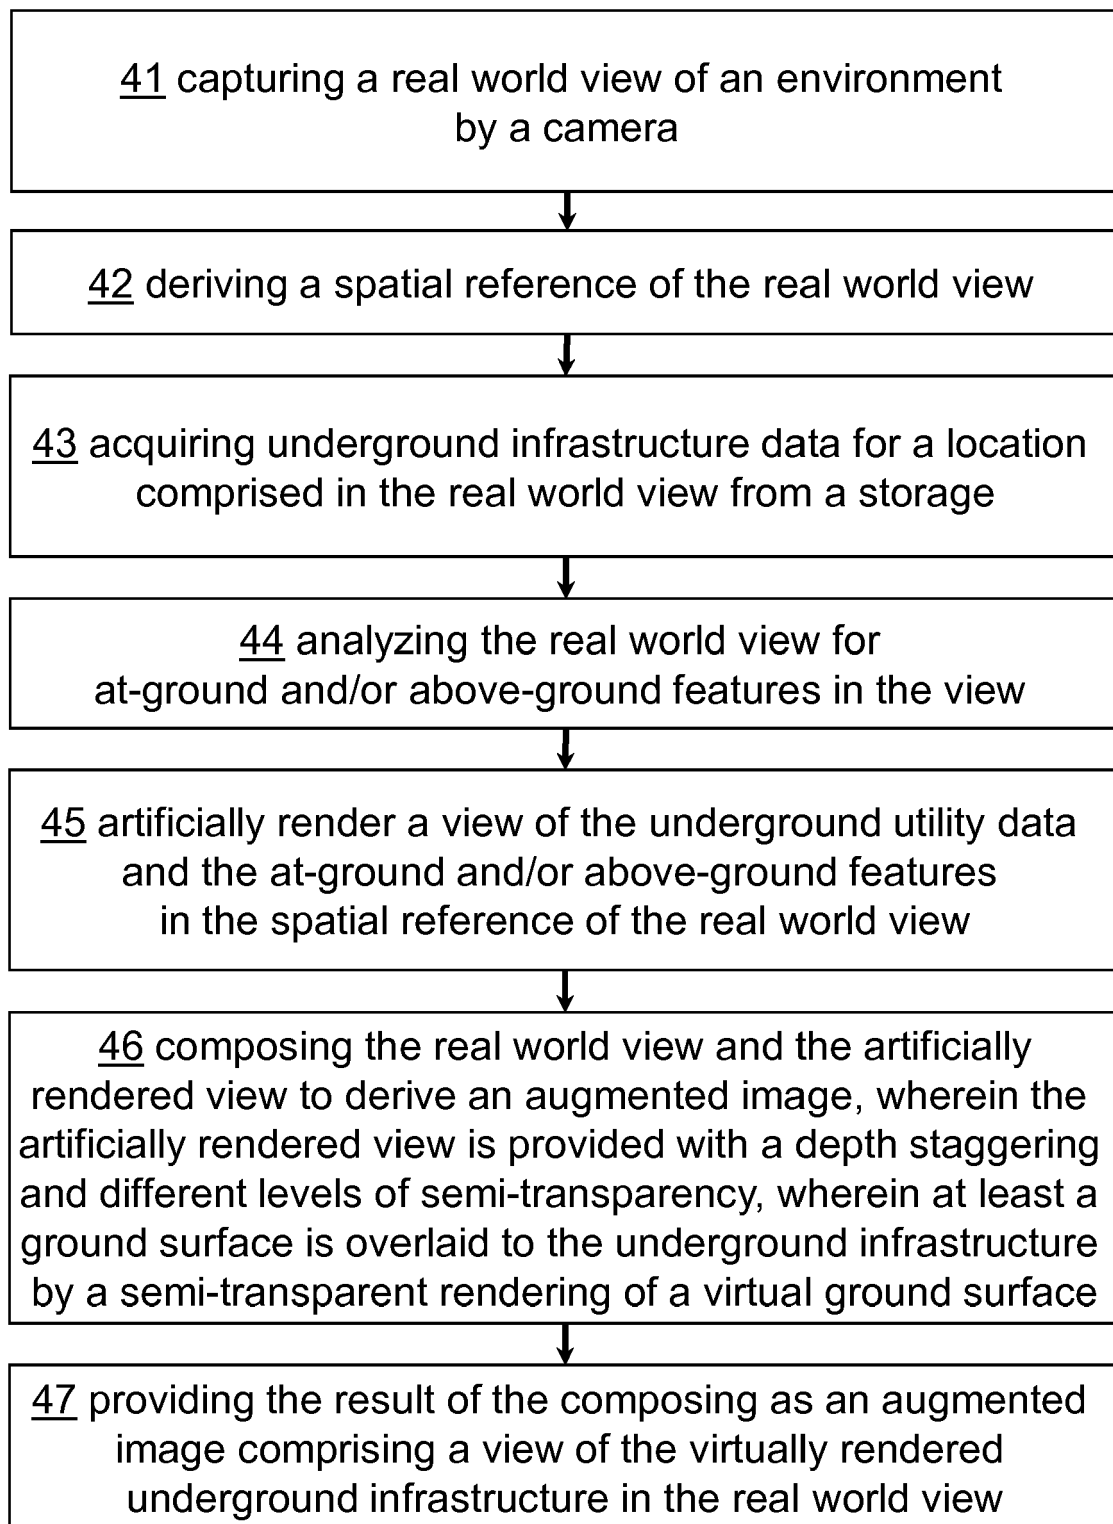 41 capturing a real world view of an environment
by a camera
42 deriving a spatial reference of the real world view
43 acquiring underground infrastructure data for a location
comprised in the real world view from a storage
44 analyzing the real world view for
at-ground and/or above-ground features in the view
45 artificially render a view of the underground utility data
and the at-ground and/or above-ground features
in the spatial reference of the real world view
46 composing the real world view and the artificially
rendered view to derive an augmented image, wherein the
artificially rendered view is provided with a depth staggering
and different levels of semi-transparency, wherein at least a
ground surface is overlaid to the underground infrastructure
by a semi-transparent rendering of a virtual ground surface
47 providing the result of the composing as an augmented
image comprising a view of the virtually rendered
underground infrastructure in the real world view